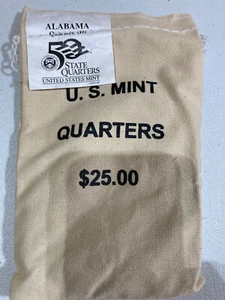 ALABAMA
50
STATE
QUARTERS
UNITED STATES MINT
U. S. MINT
QUARTERS
$25.00